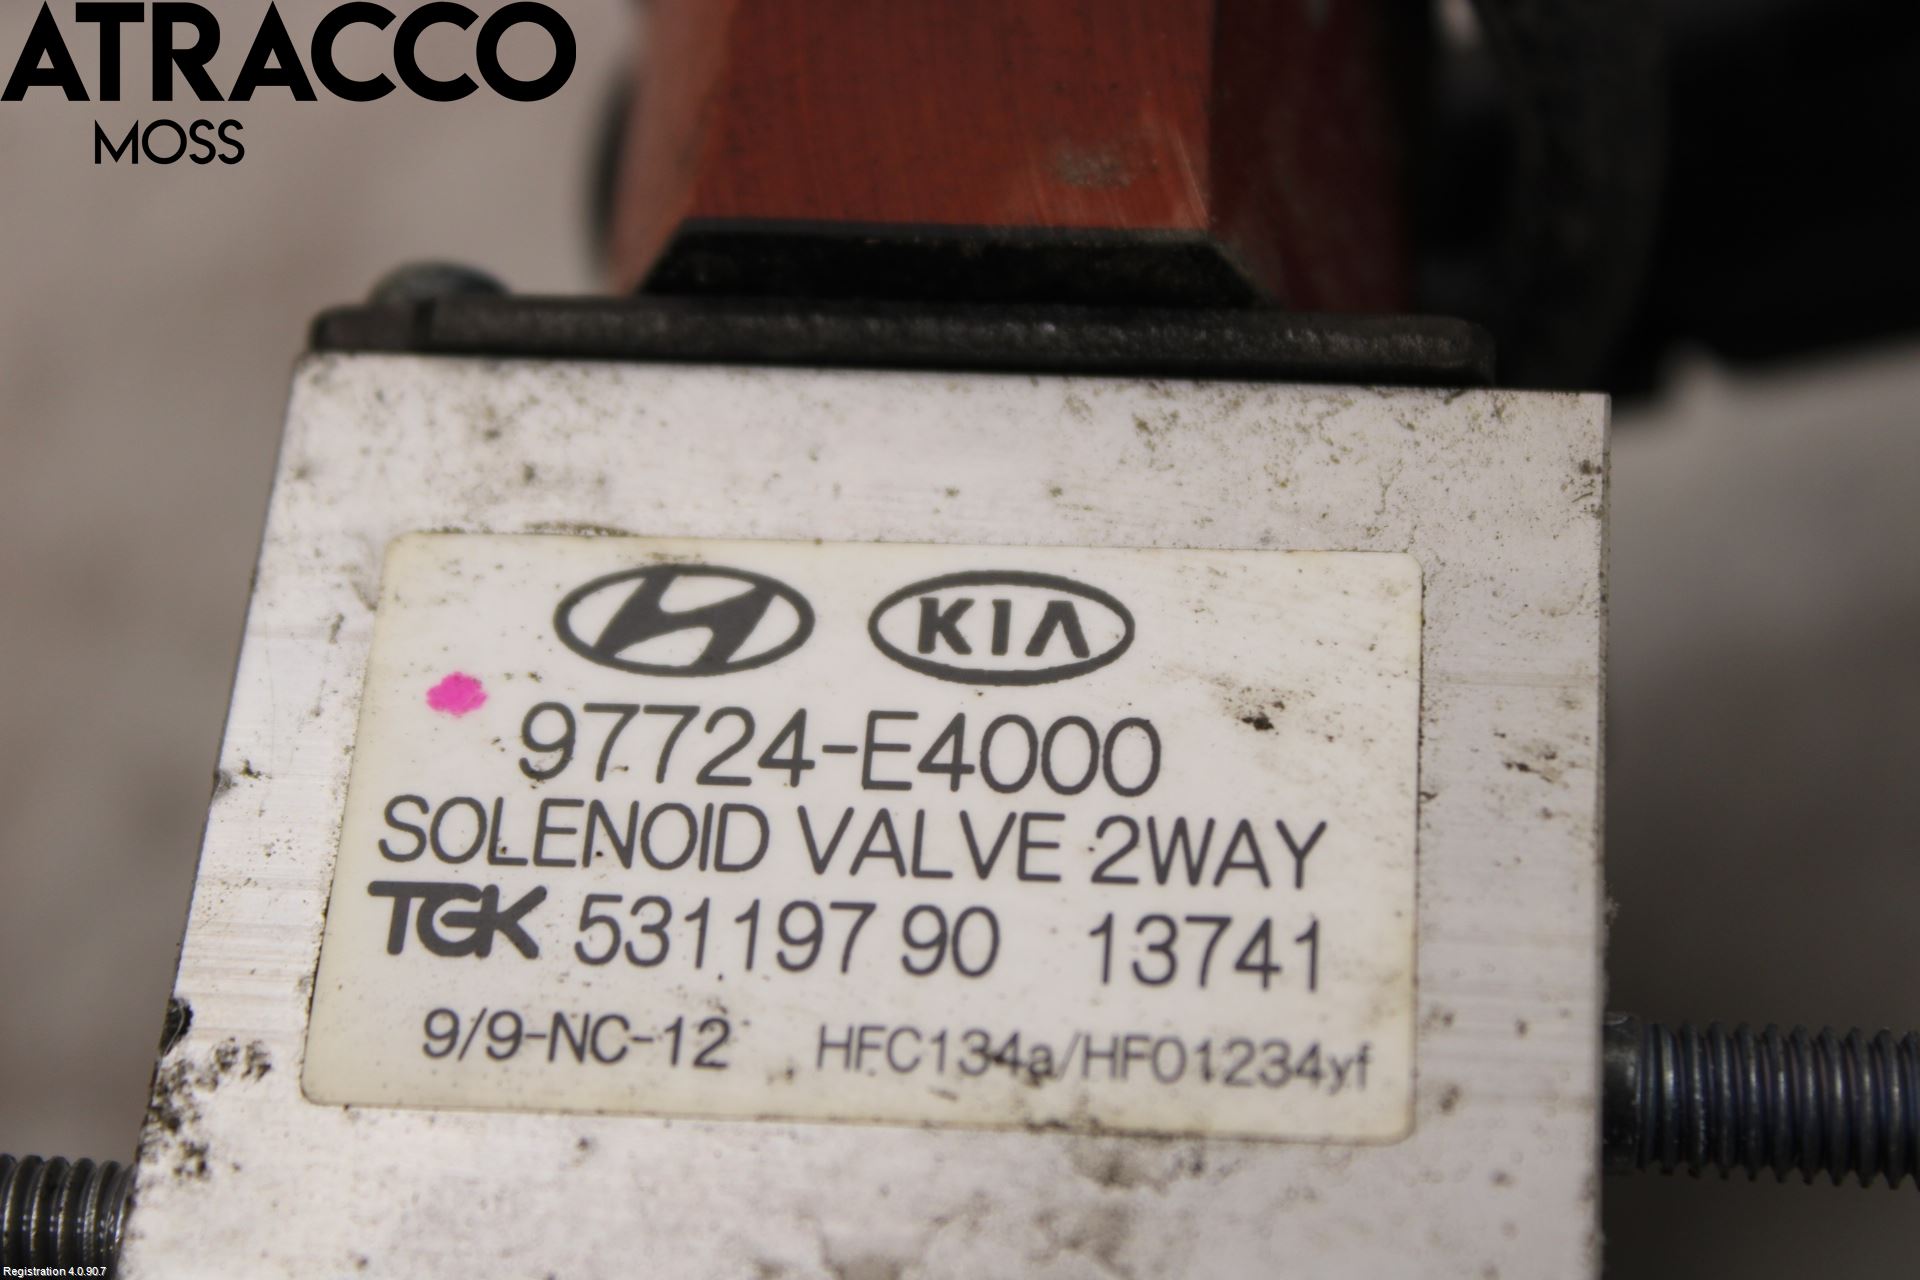 ATRACCO
MOSS
KIA
97724-E4000
SOLENOID VALVE 2WAY
TGK 531197 90 13741
9/9-NC-12 HFC134a/HFO1234yf
Registration 4.0.90.7